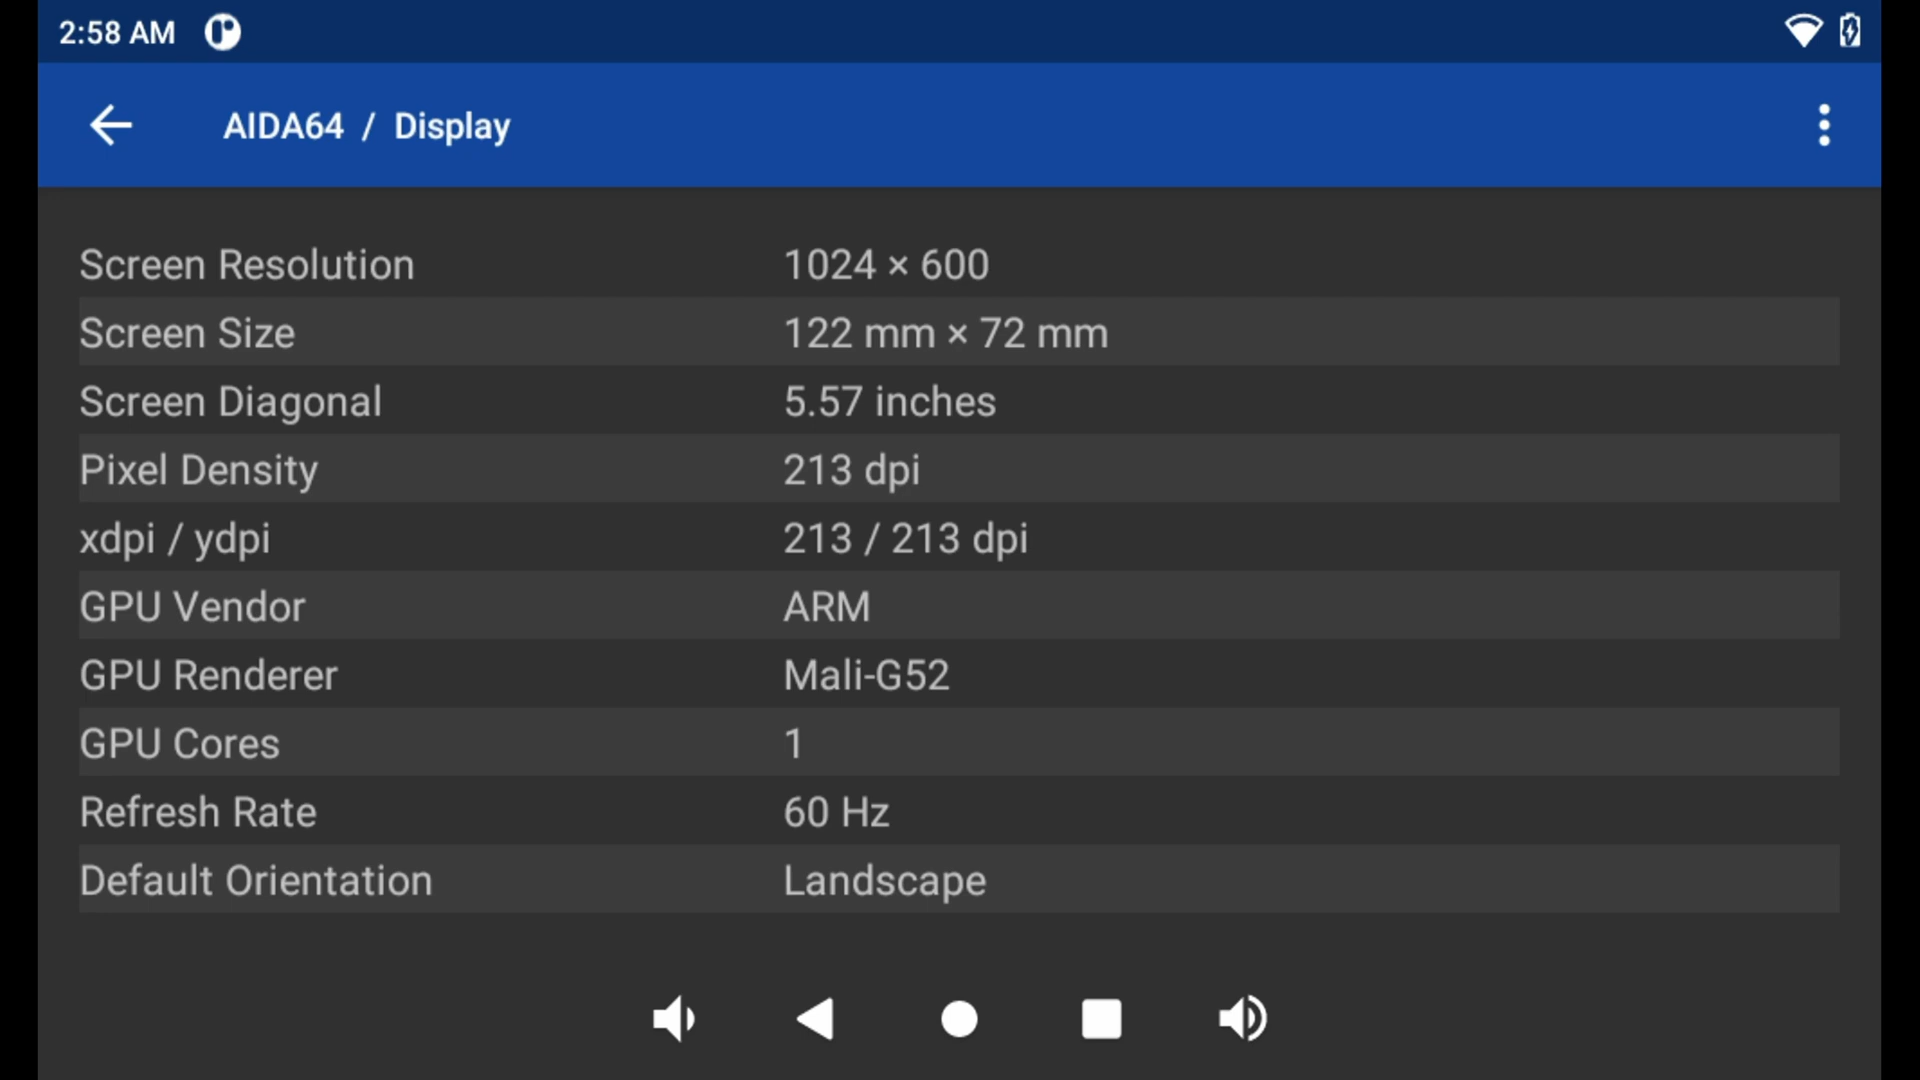 2:58 AM
AIDA64 / Display
Screen Resolution 1024 × 600
Screen Size 122 mm × 72 mm
Screen Diagonal 5.57 inches
Pixel Density 213 dpi
xdpi / ydpi 213 / 213 dpi
GPU Vendor ARM
GPU Renderer Mali-G52
GPU Cores 1
Refresh Rate 60 Hz
Default Orientation Landscape